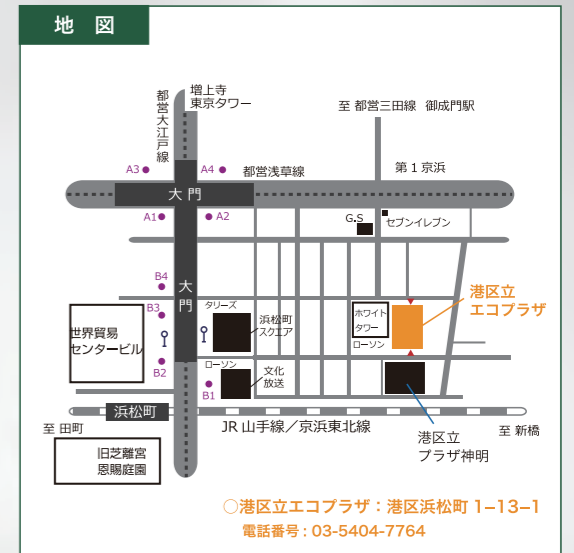 地 図
増上寺
東京タワー
都営大江戸線
至 都営三田線 御成門駅
A3
A4
都営浅草線
第1京浜
大門
A1
A2
G.S
セブンイレブン
B4
大門
B3
タリーズ
浜松町
スクエア
ホワイト
タワー
港区立
エコプラザ
世界貿易
センタービル
ローソン
B2
ローソン
文化
放送
B1
浜松町
至 田町
JR 山手線/京浜東北線
港区立
プラザ神明
至 新橋
旧芝離宮
恩賜庭園
○港区立エコプラザ:港区浜松町 1−13−1
電話番号 : 03-5404-7764